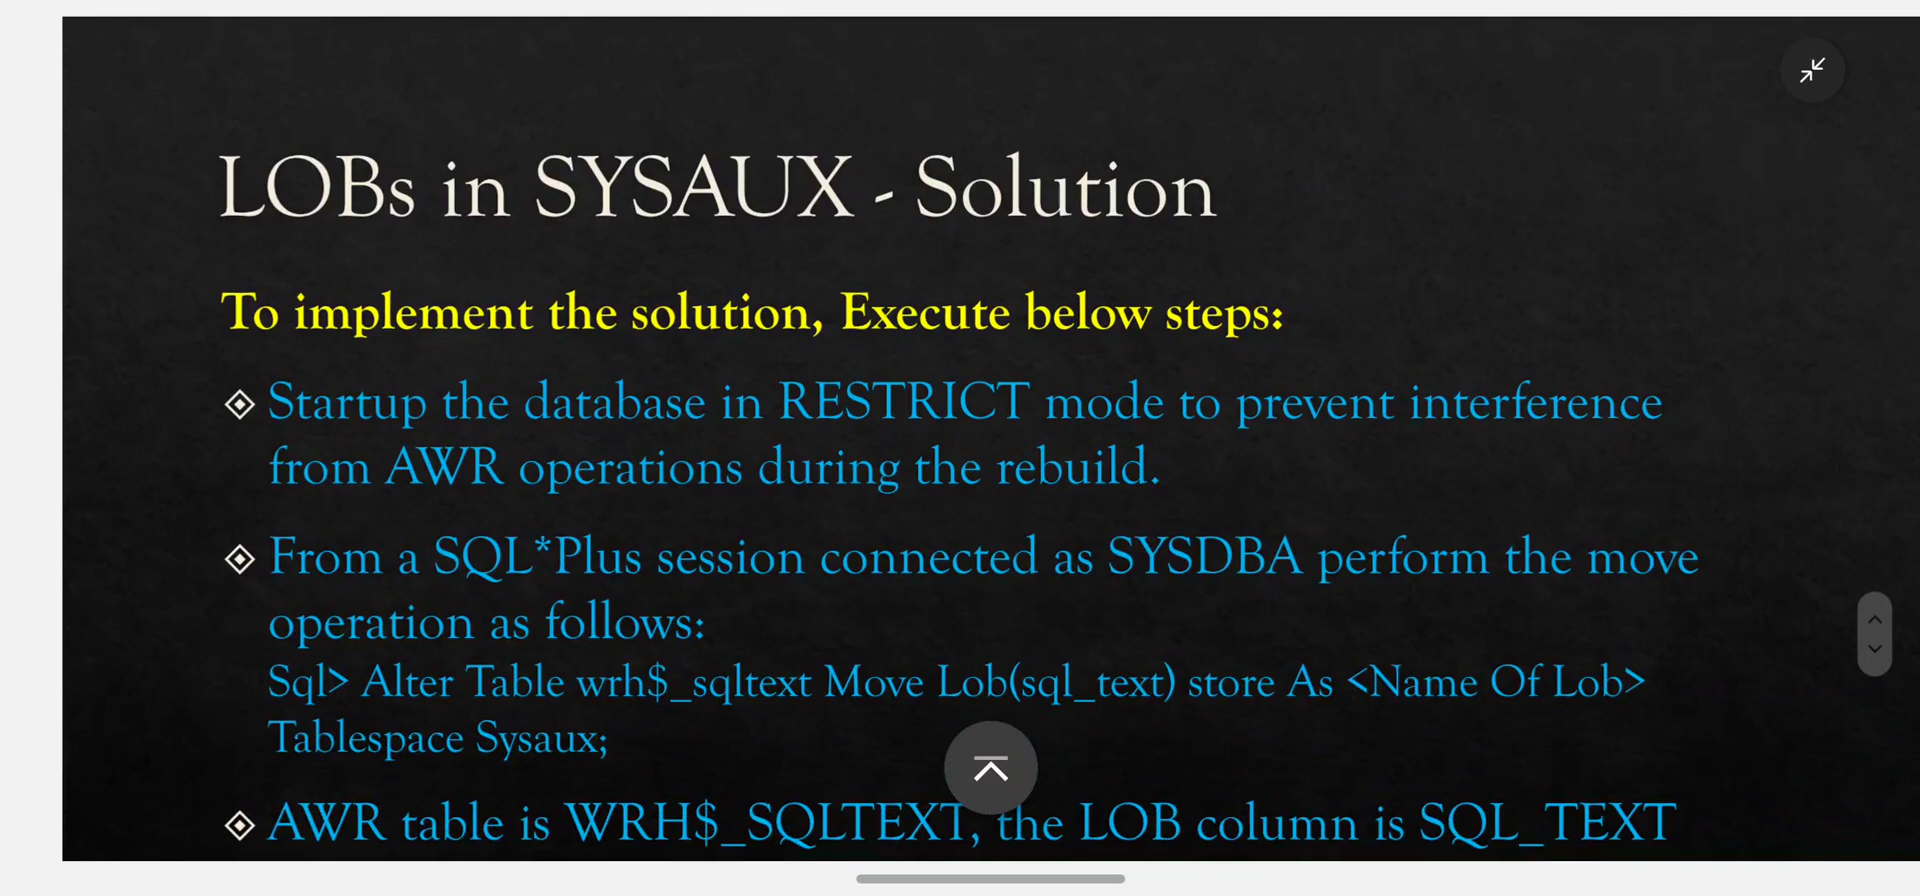 LOBs in SYSAUX - Solution
To implement the solution, Execute below steps:
Startup the database in RESTRICT mode to prevent interference
from AWR operations during the rebuild.
From a SQL*Plus session connected as SYSDBA perform the move
operation as follows:
Sql> Alter Table wrh$_sqltext Move Lob(sql_text) store As <Name Of Lob>
Tablespace Sysaux;
AWR table is WRH$_SQLTEXT, the LOB column is SQL_TEXT